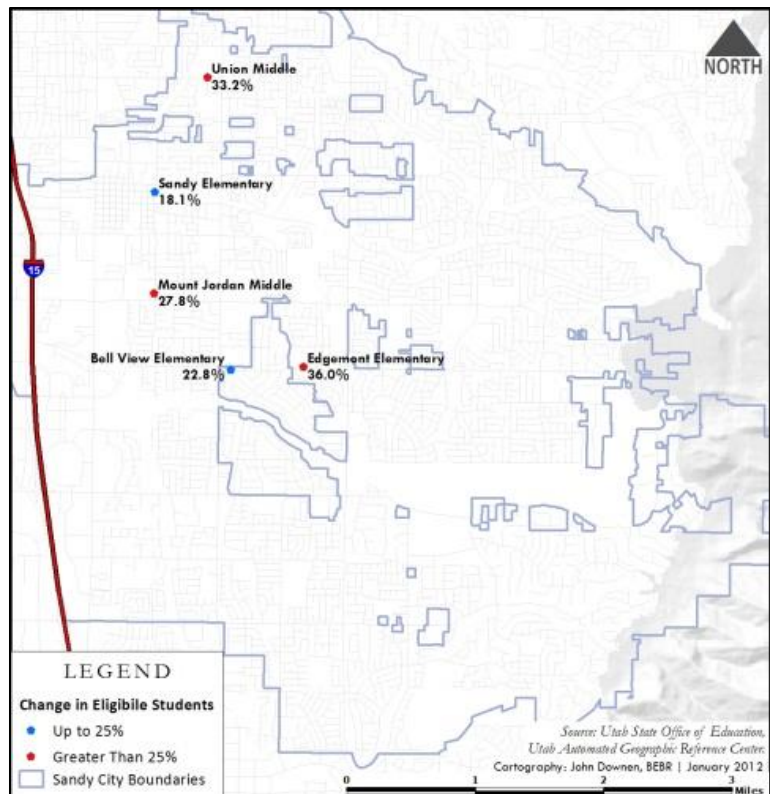 NORTH
Union Middle
33.2%
Sandy Elementary
18.1%
15
Mount Jordan Middle
27.8%
Bell View Elementary
22.8%
Edgemont Elementary
36.0%
LEGEND
Change in Eligibile Students
Up to 25%
Greater Than 25%
Sandy City Boundaries
Source: Utah State Office of Education,
Utah Automated Geographic Reference Center.
Cartography: John Downen, BEBR | January 2012
0 1 2 3
Miles